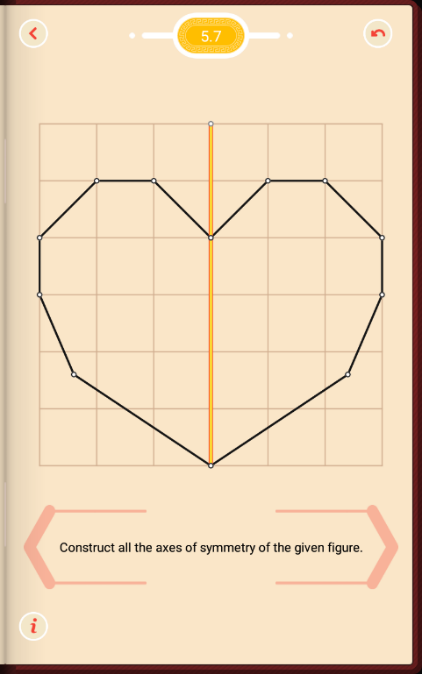 5.7
Construct all the axes of symmetry of the given figure.
i